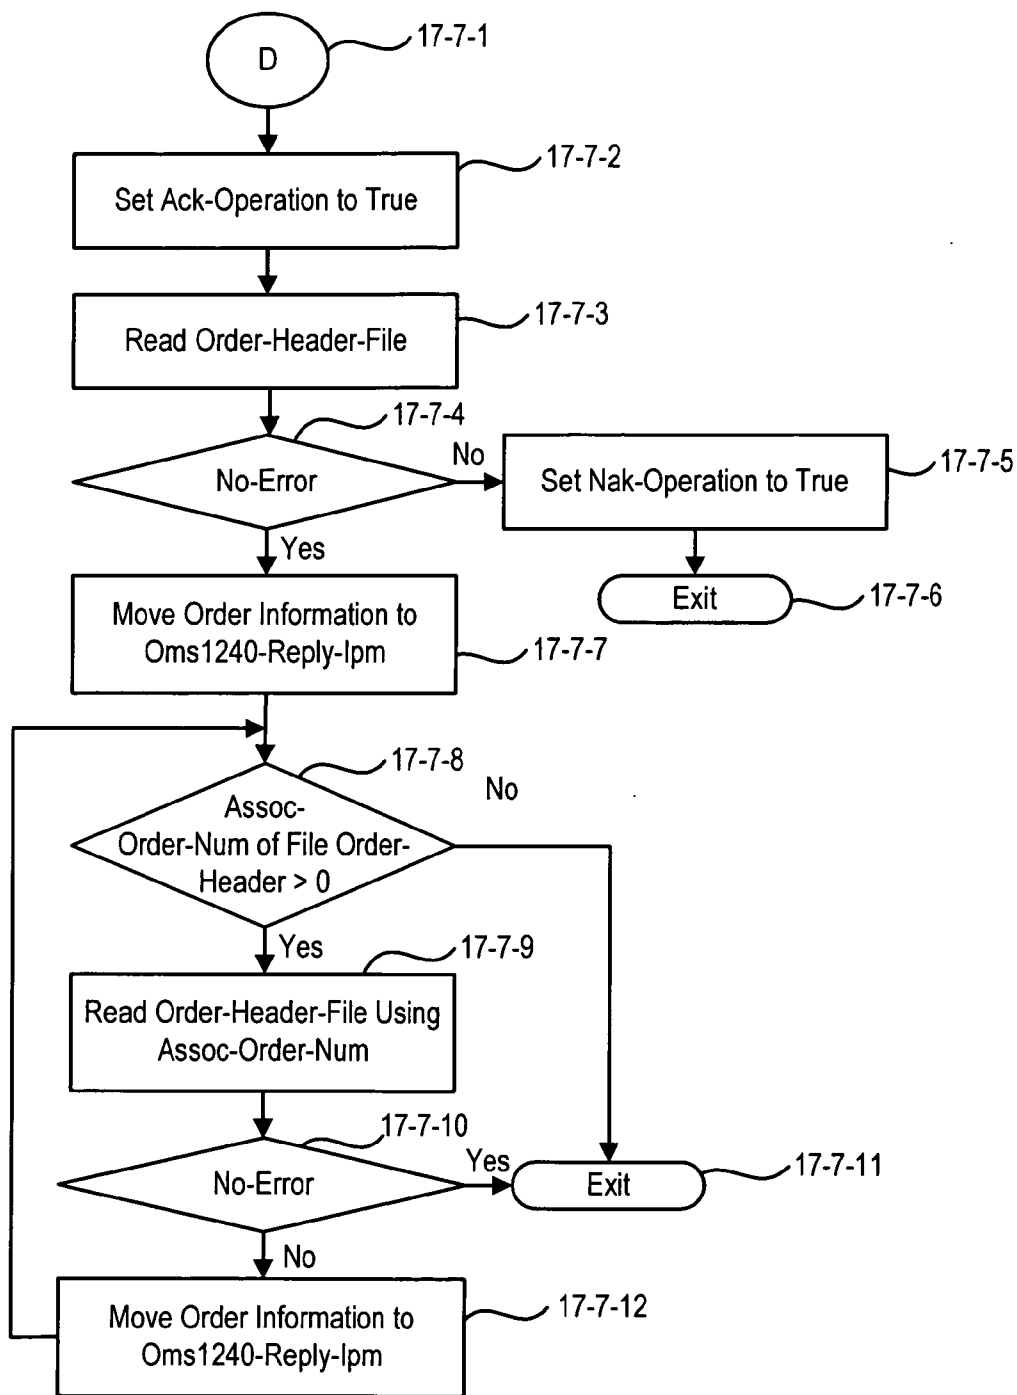 D
17-7-1
Set Ack-Operation to True
17-7-2
Read Order-Header-File
17-7-3
No-Error
17-7-4
No
Set Nak-Operation to True
17-7-5
Exit
17-7-6
Yes
Move Order Information to
Oms1240-Reply-Ipm
17-7-7
Assoc-
Order-Num of File Order-
Header > 0
17-7-8
No
Yes
17-7-9
Read Order-Header-File Using
Assoc-Order-Num
17-7-10
No-Error
Yes
Exit
17-7-11
No
Move Order Information to
Oms1240-Reply-Ipm
17-7-12